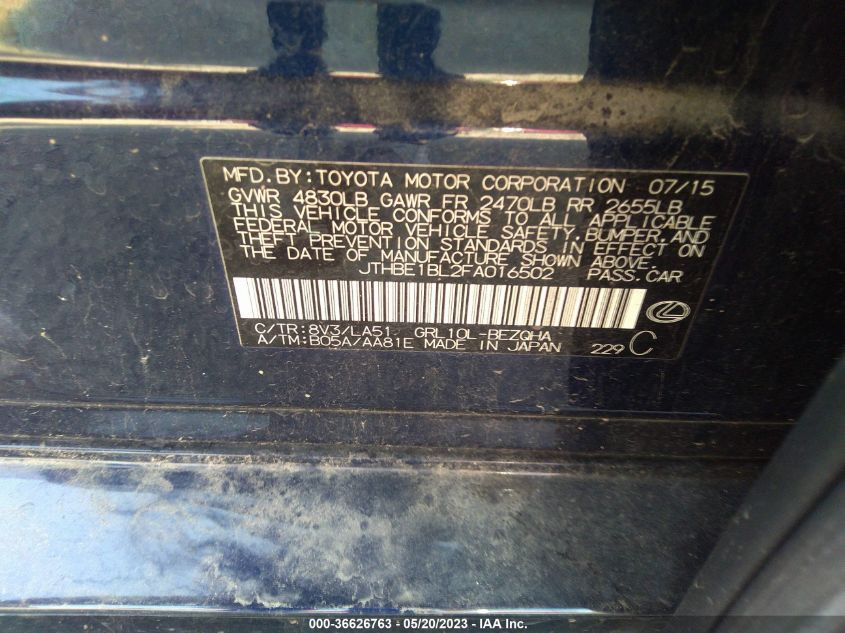 MFD. BY: TOYOTA MOTOR CORPORATION 07/15
GVWR 4830LB GAWR FR 2470LB RR 2655LB
THIS VEHICLE CONFORMS TO ALL APPLICABLE
FEDERAL MOTOR VEHICLE SAFETY, BUMPER, AND
THEFT PREVENTION STANDARDS IN EFFECT ON
THE DATE OF MANUFACTURE SHOWN ABOVE.
JTHBE1BL2FA016502 PASS. CAR
C/TR: 8V3/LA51 GRL10L-BEZQHA
A/TM: B05A/AA81E MADE IN JAPAN 229 C
000-36626763 - 05/20/2023 - IAA Inc.